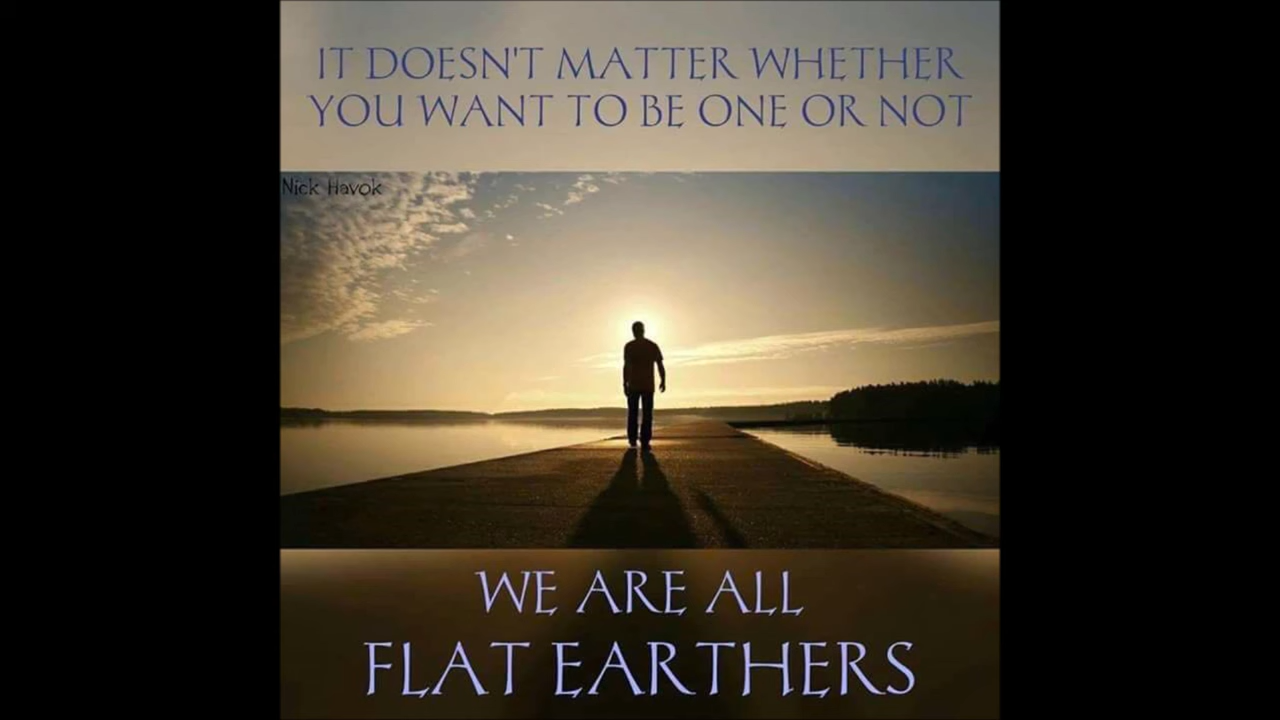 IT DOESN'T MATTER WHETHER
YOU WANT TO BE ONE OR NOT
Nick Havok
WE ARE ALL
FLAT EARTHERS